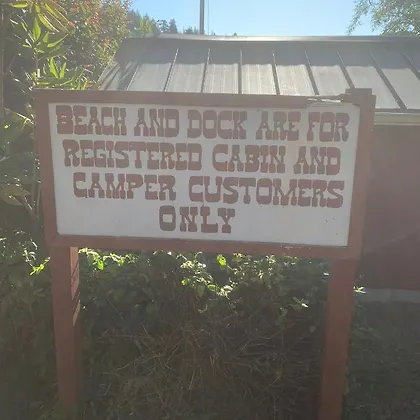 BEACH AND DOCK ARE FOR
REGISTERED CABIN AND
CAMPER CUSTOMERS
ONLY